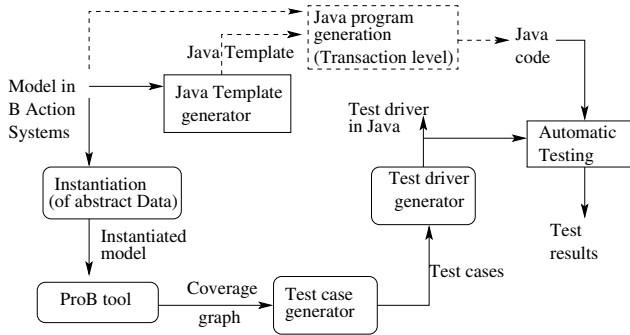 Java program
generation
(Transaction level)
Java Template
Java
code
Model in
B Action
Systems
Java Template
generator
Test driver
in Java
Automatic
Testing
Instantiation
(of abstract Data)
Test driver
generator
Instantiated
model
Test
results
Coverage
graph
Test cases
ProB tool
Test case
generator